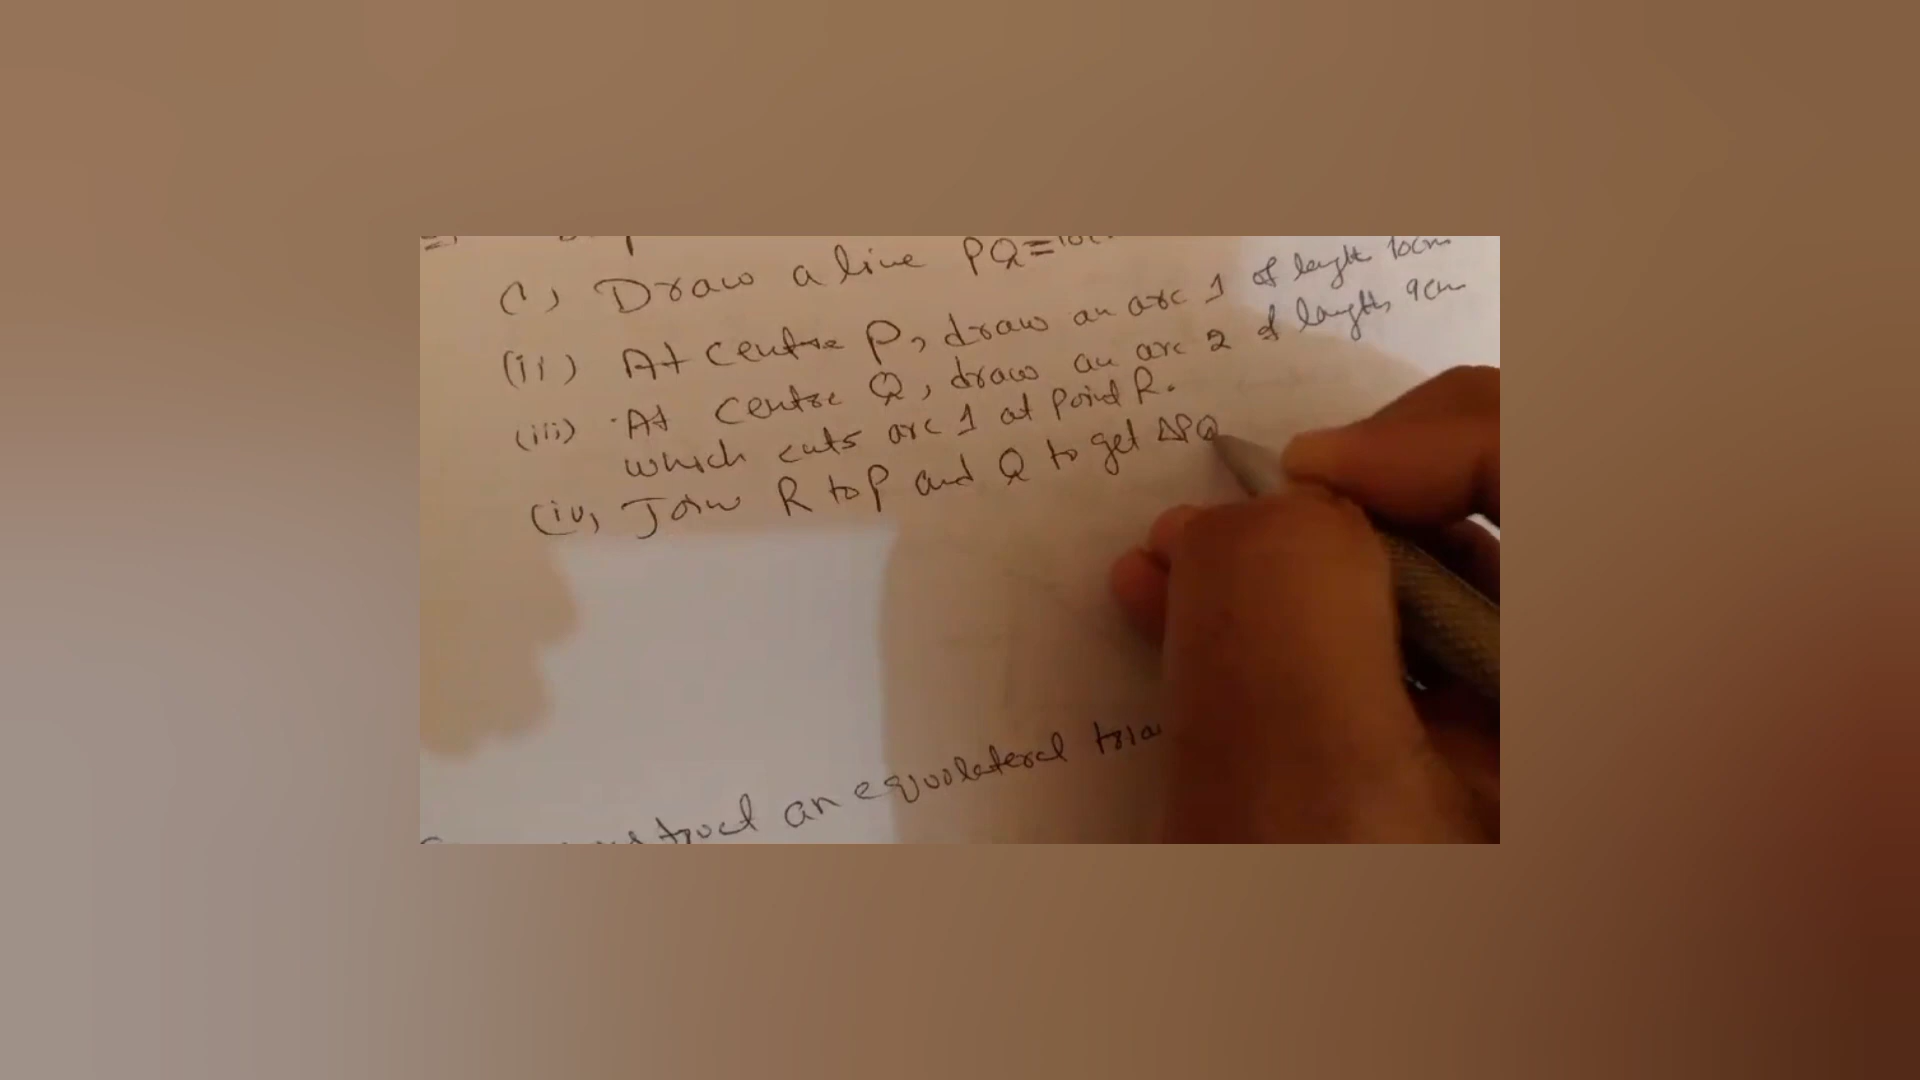 (i) Draw a line PQ=10c
(ii) At centre P, draw an arc 1 of length 10cm
(iii) At centre Q, draw an arc 2 of length 9cm
which cuts arc 1 at point R.
(iv) Join R to P and Q to get ΔPQ
an equilateral tria